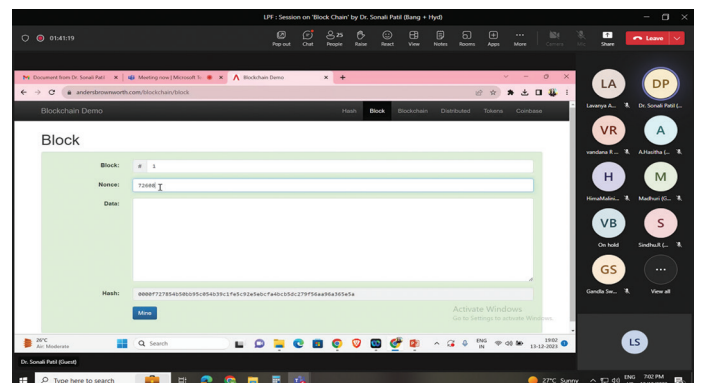 LPF : Session on 'Block Chain' by Dr. Sonali Patil (Bang + Hyd)
01:41:19
Pop out Chat People Raise React View Notes Rooms Apps More Camera Mic Share Leave
25
Document from Dr. Sonali Patil
Meeting now | Microsoft Te
Blockchain Demo
andersbrownworth.com/blockchain/block
Blockchain Demo
Hash Block Blockchain Distributed Tokens Coinbase
Block
Block: # 1
Nonce: 72608
Data:
Hash: 0000f727854b50bb95c054b39c1fe5c92e5ebcfa4bcb5dc279f56aa96a365e5a
Mine
Activate Windows
Go to Settings to activate Windows.
26°C
Air: Moderate
Search
ENG
IN
19:02
15-12-2023
LA
Lavanya A...
DP
Dr. Sonali Patil (...
VR
vandana R...
A
A.Hasitha (...
H
HimaMalini...
M
Madhuri (G...
VB
On hold
S
Sindhu.R (...
GS
Gandla Sw...
View all
LS
Dr. Sonali Patil (Guest)
Type here to search
27°C Sunny
ENG
7:02 PM